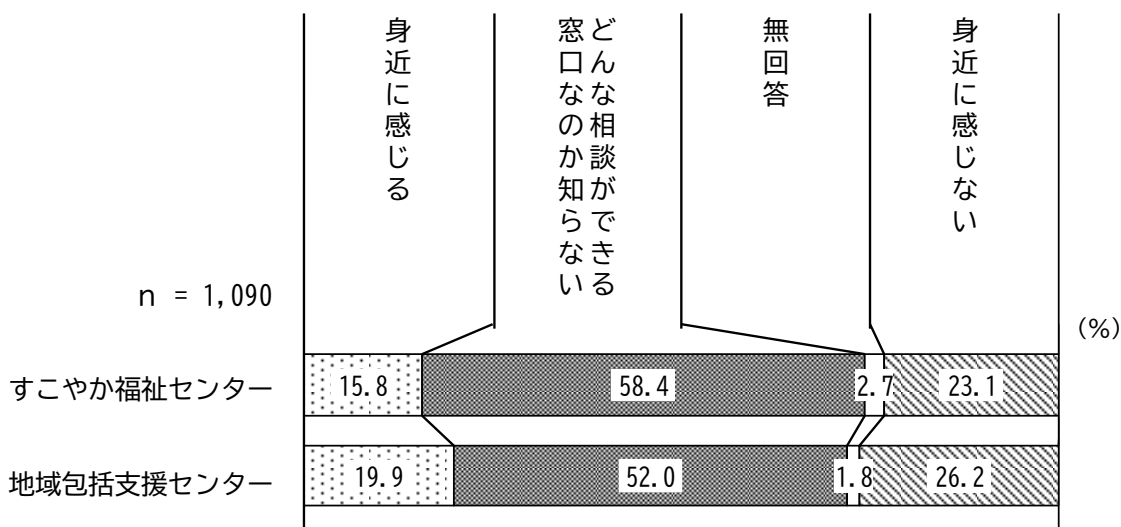 身近に感じる
どんな相談ができる
窓口なのか知らない
無回答
身近に感じない
n = 1,090
(%)
すこやか福祉センター
15.8
58.4
2.7
23.1
地域包括支援センター
19.9
52.0
1.8
26.2